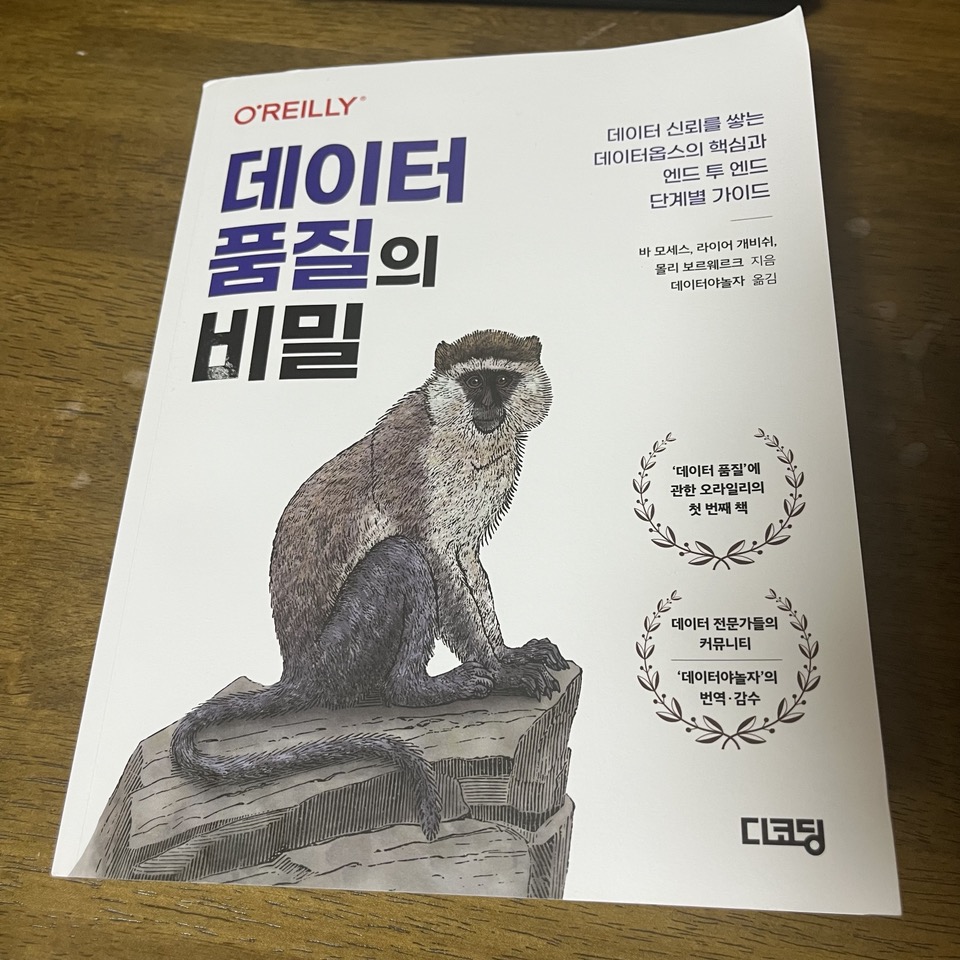 O'REILLY®
데이터
품질의
비밀
데이터 신뢰를 쌓는
데이터옵스의 핵심과
엔드 투 엔드
단계별 가이드
바 모세스, 라이어 개비쉬,
몰리 보르웨르크 지음
데이터야놀자 옮김
'데이터 품질'에
관한 오라일리의
첫 번째 책
데이터 전문가들의
커뮤니티
'데이터야놀자'의
번역·감수
디코딩